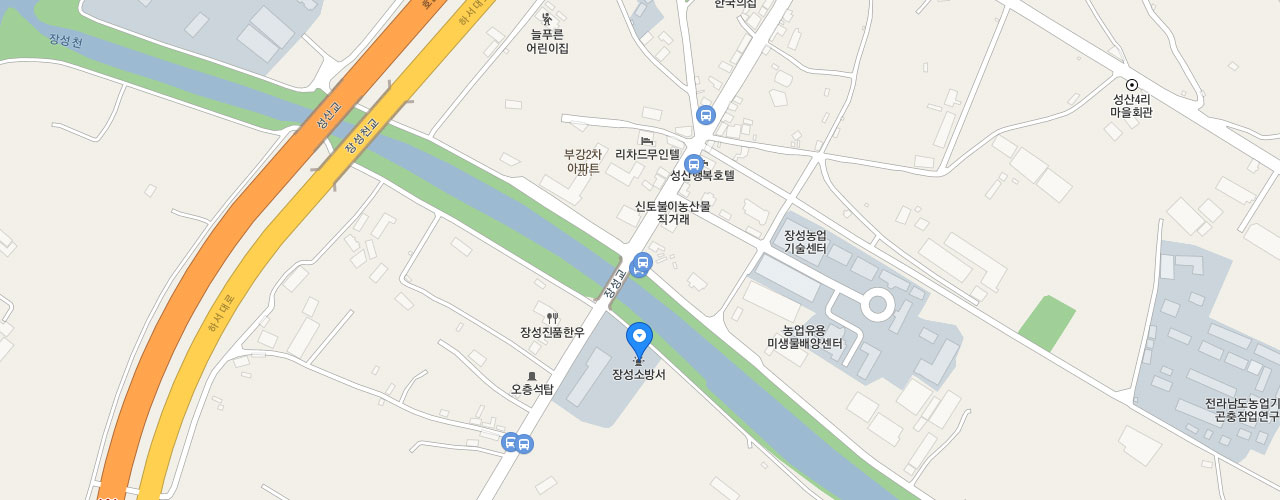 한국의집
호
하서대로
장성천
늘푸른
어린이집
성산교
장성천교
성산4리
마을회관
부강2차
아파트
리차드무인텔
성산행복호텔
신토불이농산물
직거래
장성농업
기술센터
장성교
하서대로
장성진품한우
농업유용
미생물배양센터
장성소방서
오층석탑
전라남도농업기
곤충잠업연구